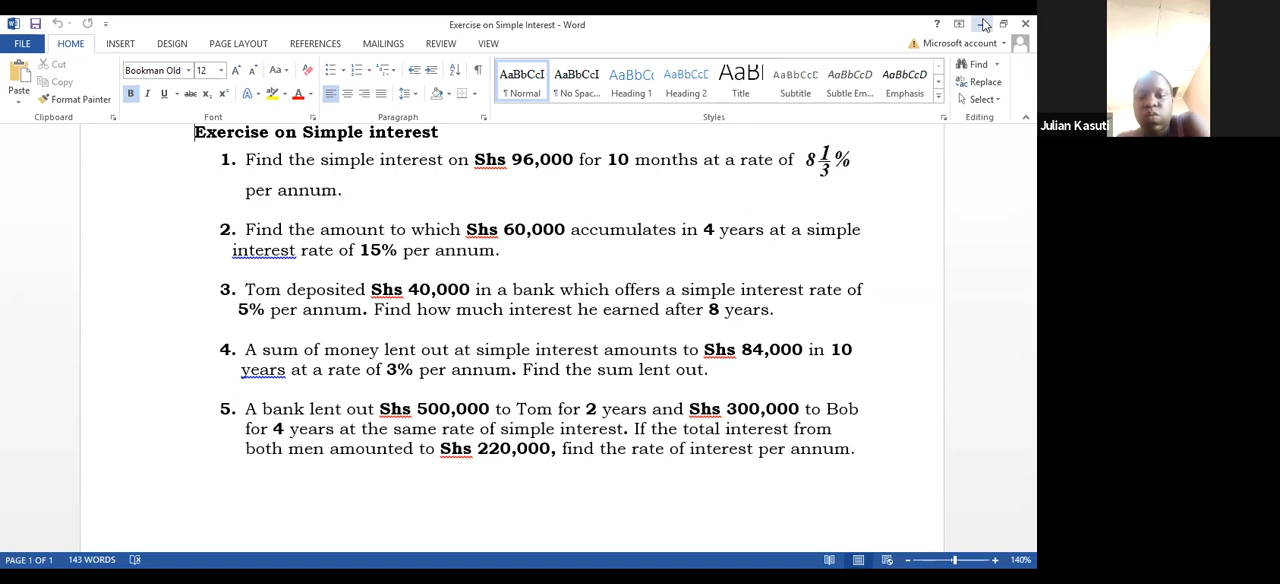 Exercise on Simple Interest - Word
FILE HOME INSERT DESIGN PAGE LAYOUT REFERENCES MAILINGS REVIEW VIEW
Microsoft account
Paste
Cut
Copy
Format Painter
Bookman Old 12
AaBbCcI AaBbCcI AaBbCc AaBbCcD AaBl AaBbCcD AaBbCcD AaBbCcD
¶ Normal ¶ No Spac... Heading 1 Heading 2 Title Subtitle Subtle Em... Emphasis
Find
Replace
Select
Clipboard Font Paragraph Styles Editing
Julian Kasuti
Exercise on Simple interest
1. Find the simple interest on Shs 96,000 for 10 months at a rate of 8 1/3 %
per annum.
2. Find the amount to which Shs 60,000 accumulates in 4 years at a simple
interest rate of 15% per annum.
3. Tom deposited Shs 40,000 in a bank which offers a simple interest rate of
5% per annum. Find how much interest he earned after 8 years.
4. A sum of money lent out at simple interest amounts to Shs 84,000 in 10
years at a rate of 3% per annum. Find the sum lent out.
5. A bank lent out Shs 500,000 to Tom for 2 years and Shs 300,000 to Bob
for 4 years at the same rate of simple interest. If the total interest from
both men amounted to Shs 220,000, find the rate of interest per annum.
PAGE 1 OF 1 143 WORDS 140%